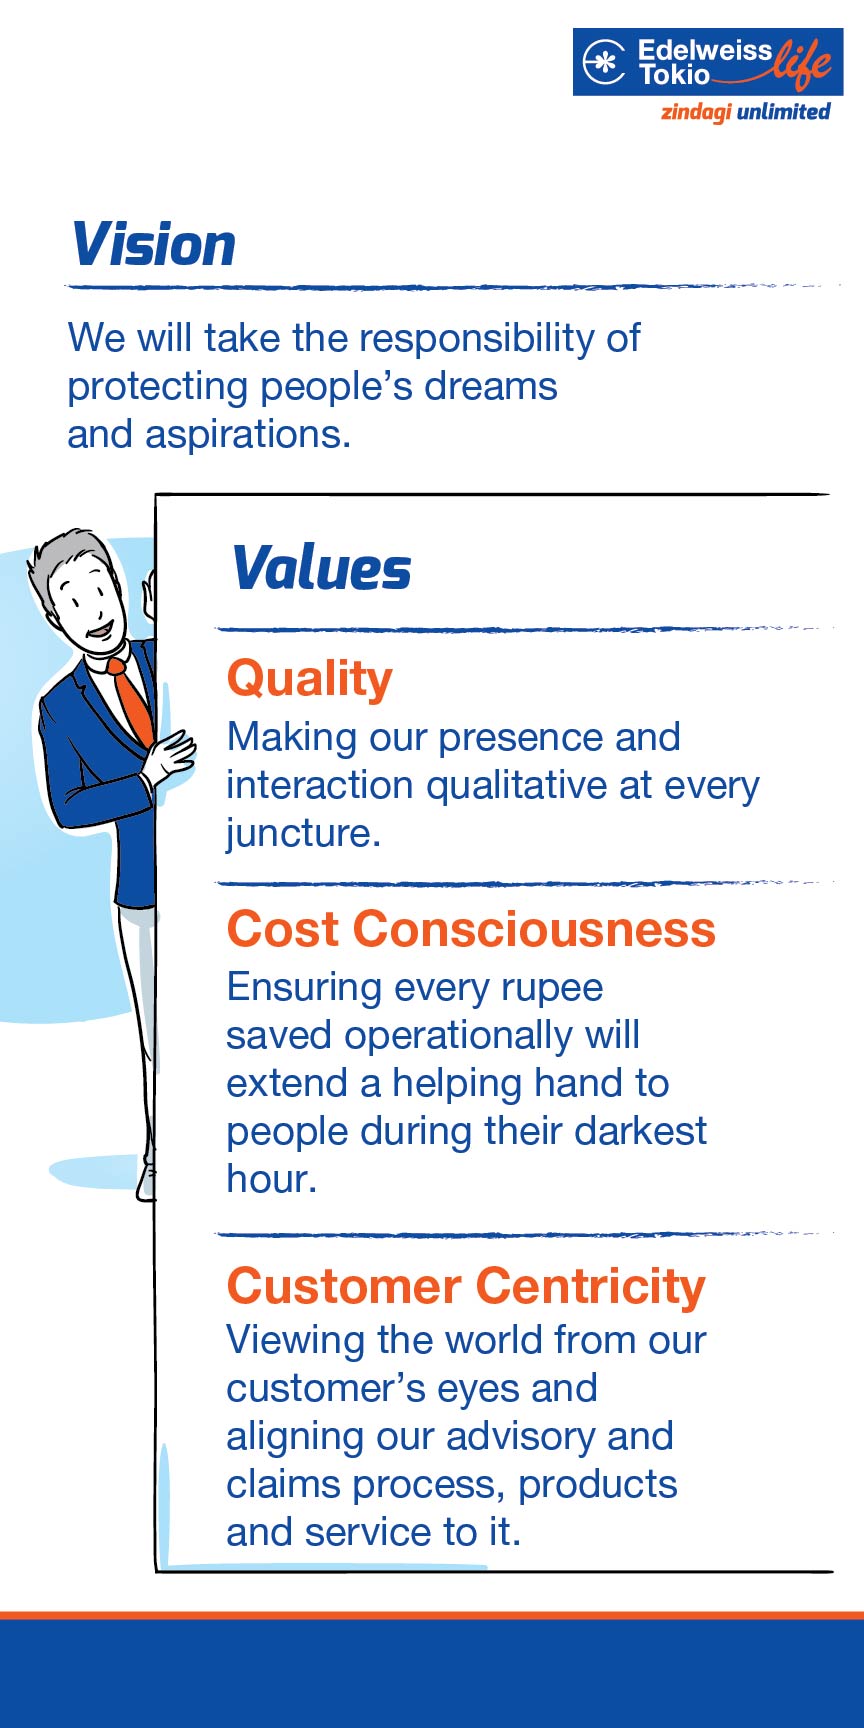 Edelweiss
Tokio life
zindagi unlimited
Vision
We will take the responsibility of
protecting people’s dreams
and aspirations.
Values
Quality
Making our presence and
interaction qualitative at every
juncture.
Cost Consciousness
Ensuring every rupee
saved operationally will
extend a helping hand to
people during their darkest
hour.
Customer Centricity
Viewing the world from our
customer’s eyes and
aligning our advisory and
claims process, products
and service to it.